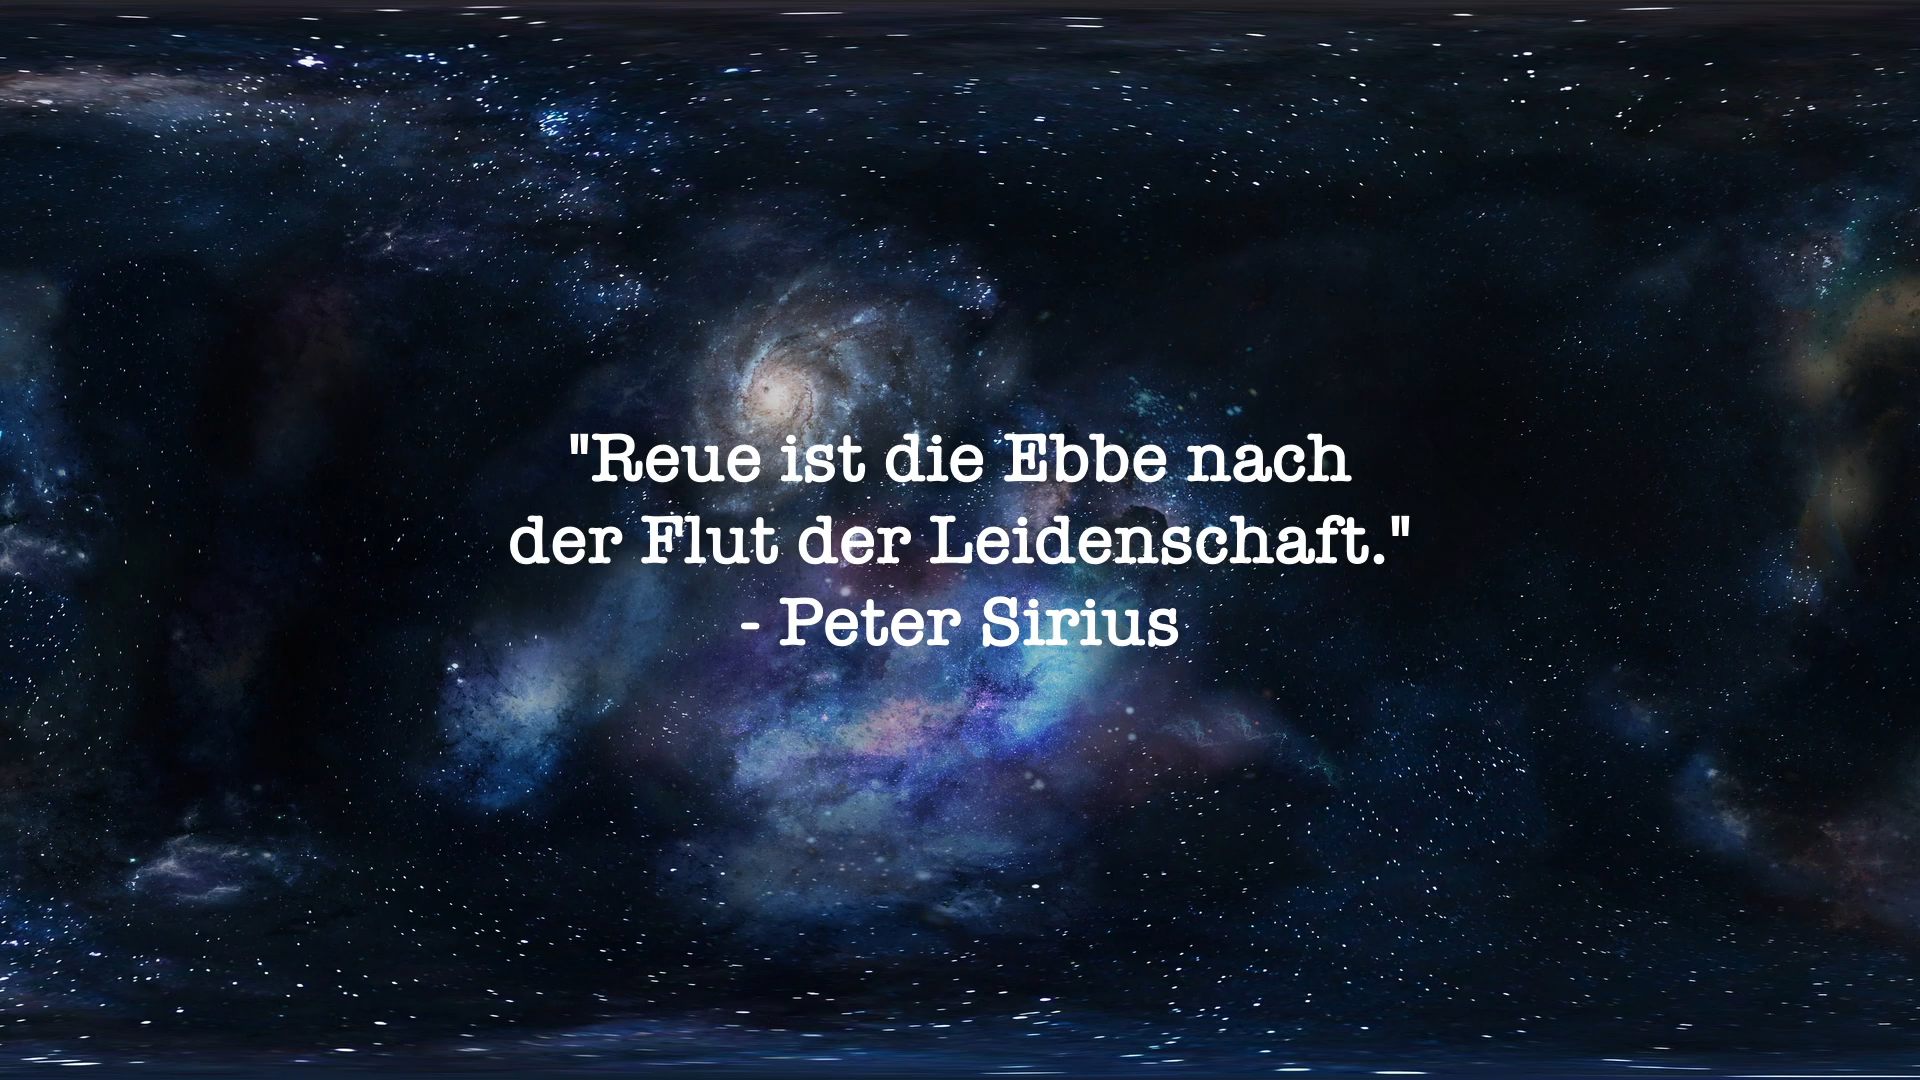 "Reue ist die Ebbe nach
der Flut der Leidenschaft."
- Peter Sirius